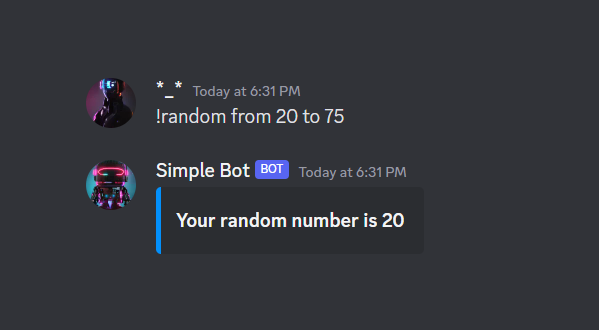 *_* Today at 6:31 PM
!random from 20 to 75
Simple Bot BOT Today at 6:31 PM
Your random number is 20